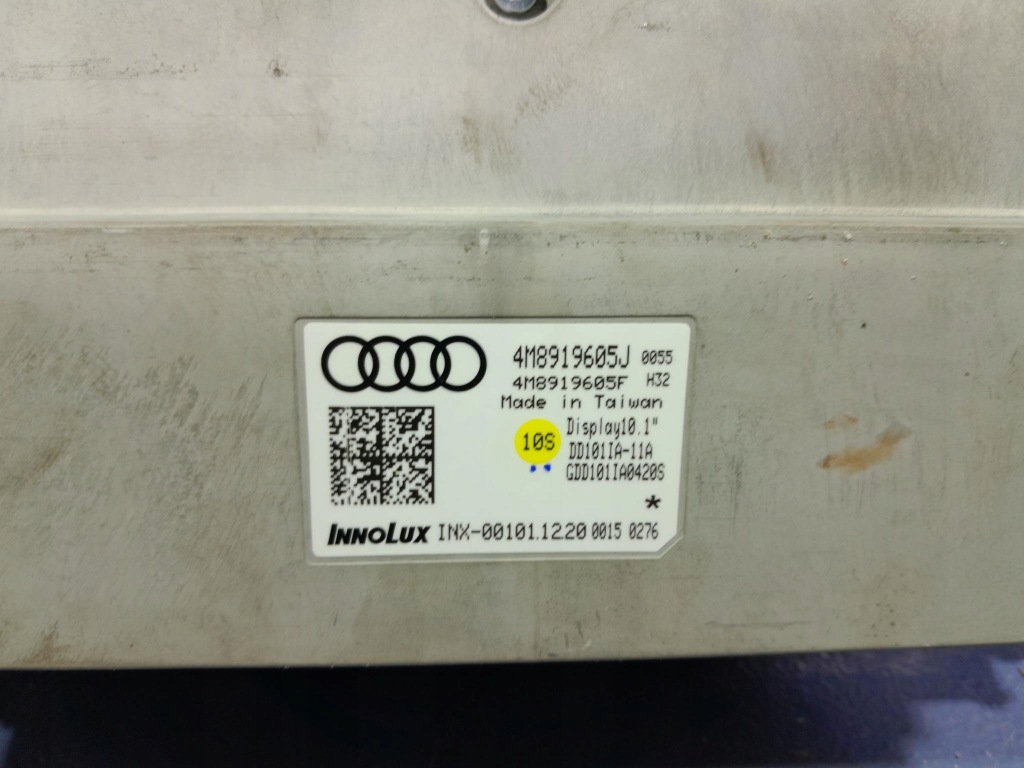 4M8919605J 0055
4M8919605F H32
Made in Taiwan
Display10.1"
10S
DD101IA-11A
GDD101IA0420S
*
INNOLUX INX-00101.12.20 0015 0276